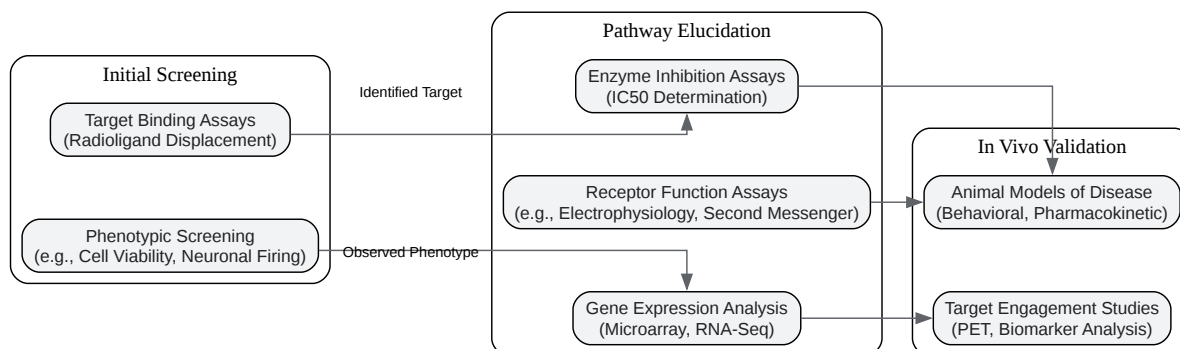 Initial Screening
Target Binding Assays
(Radioligand Displacement)
Phenotypic Screening
(e.g., Cell Viability, Neuronal Firing)
Identified Target
Observed Phenotype
Pathway Elucidation
Enzyme Inhibition Assays
(IC50 Determination)
Receptor Function Assays
(e.g., Electrophysiology, Second Messenger)
Gene Expression Analysis
(Microarray, RNA-Seq)
In Vivo Validation
Animal Models of Disease
(Behavioral, Pharmacokinetic)
Target Engagement Studies
(PET, Biomarker Analysis)